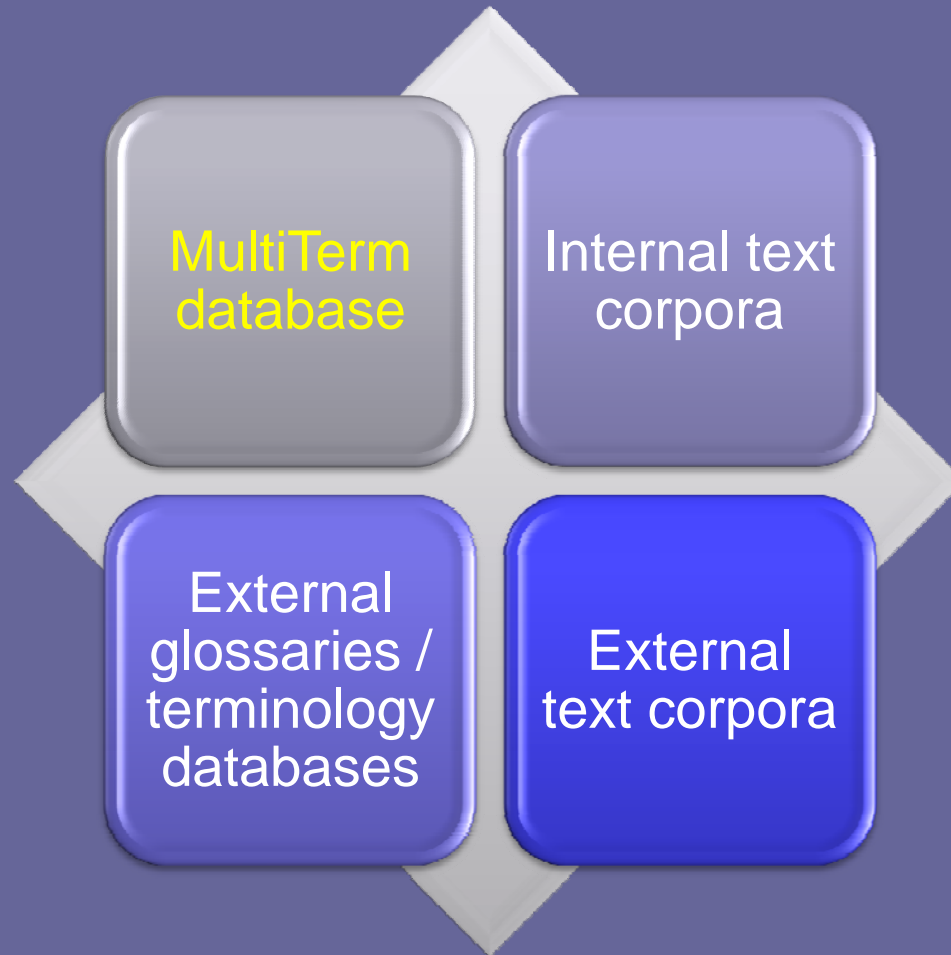 MultiTerm
database
Internal text
corpora
External
glossaries /
terminology
databases
External
text corpora